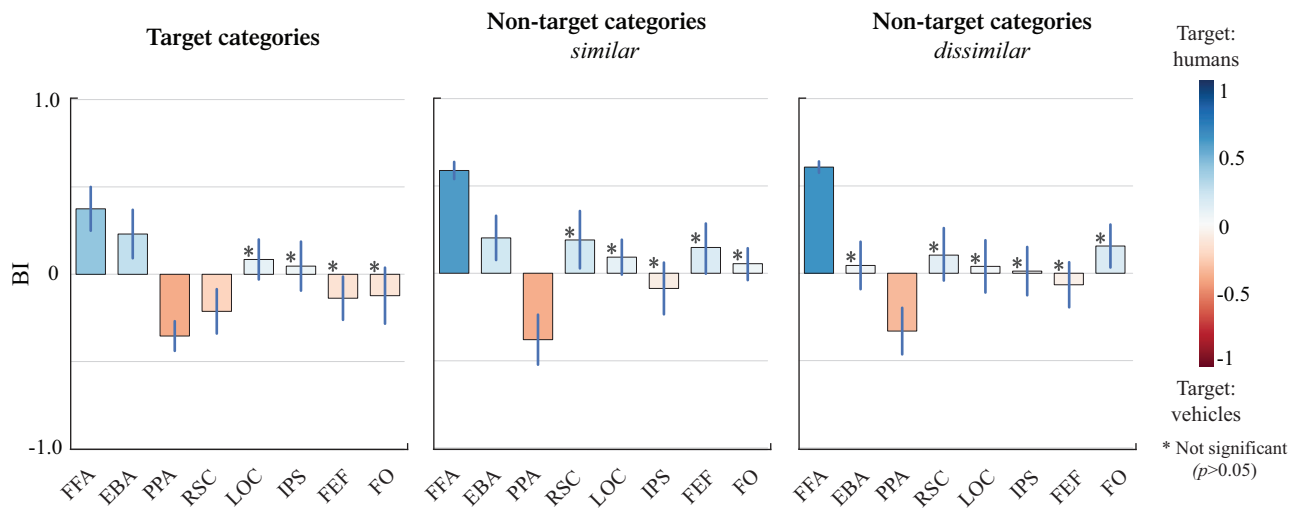 Target categories
Non-target categories
similar
Non-target categories
dissimilar
Target:
humans
BI
1.0
0
-1.0
* * * *
* * * * *
* * * * * *
FFA EBA PPA RSC LOC IPS FEF FO
FFA EBA PPA RSC LOC IPS FEF FO
FFA EBA PPA RSC LOC IPS FEF FO
1
0.5
0
-0.5
-1
Target:
vehicles
* Not significant
(p>0.05)